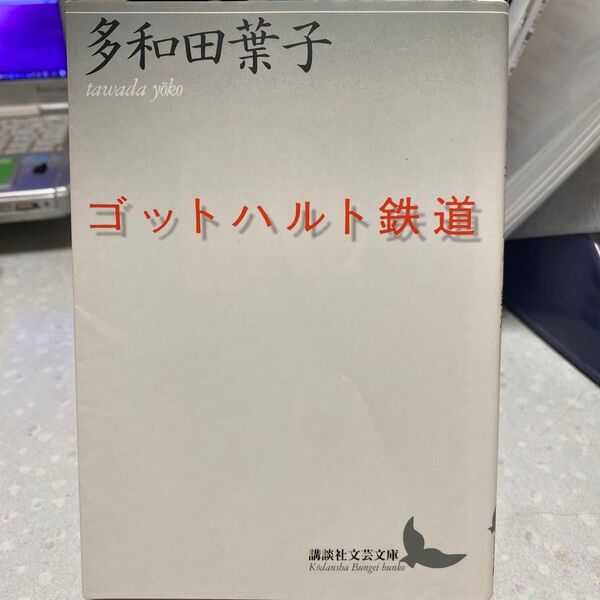 多和田葉子
tawada yōko
ゴットハルト鉄道
講談社文芸文庫
Kōdansha Bungei bunko